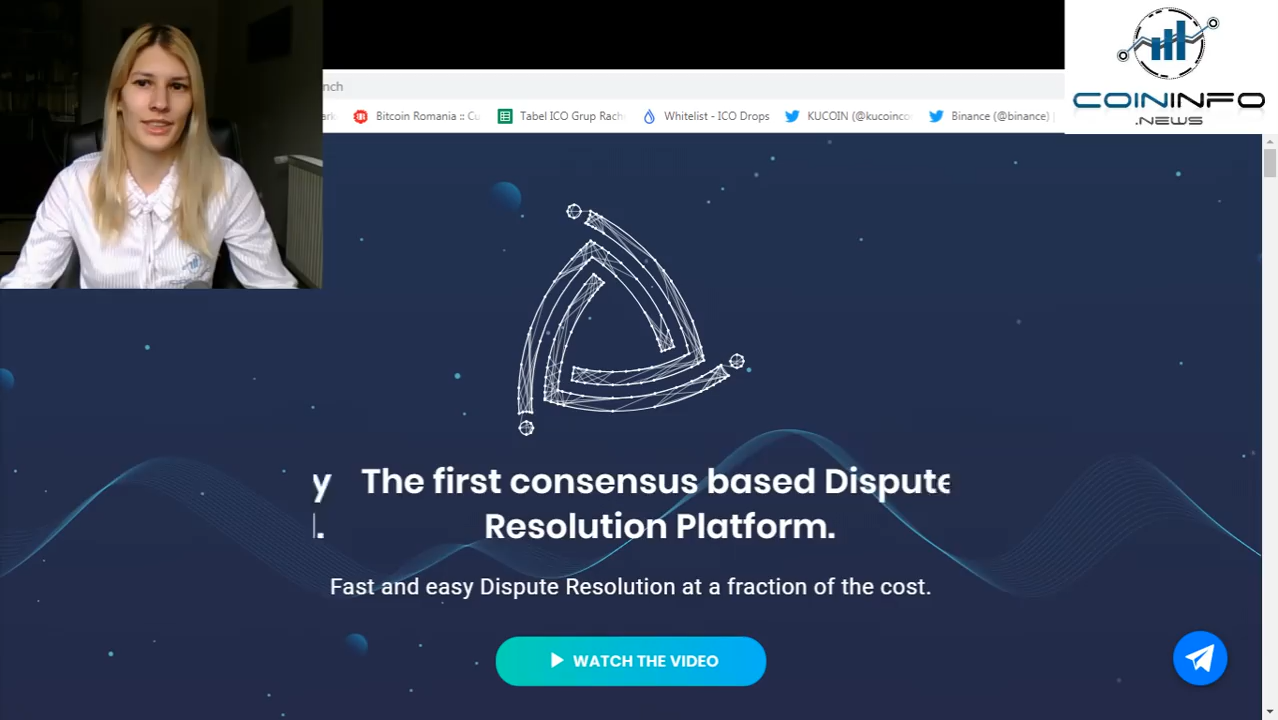 COININFO
.NEWS
nch
Bitcoin Romania :: Cu
Tabel ICO Grup Rach
Whitelist - ICO Drops
KUCOIN (@kucoinco
Binance (@binance)
y The first consensus based Dispute
. Resolution Platform.
Fast and easy Dispute Resolution at a fraction of the cost.
WATCH THE VIDEO